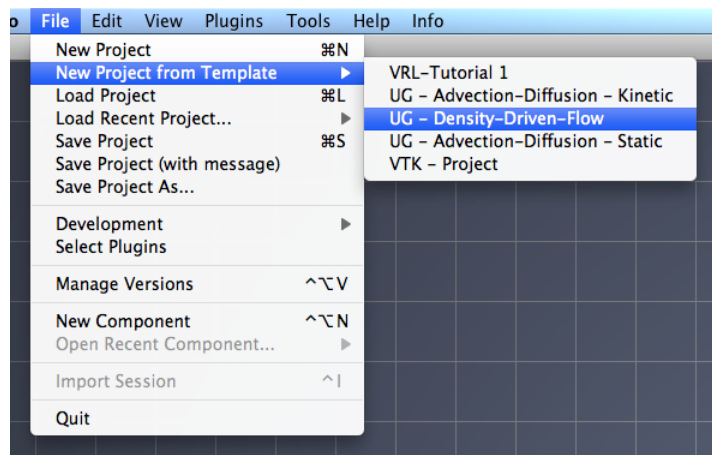 o File Edit View Plugins Tools Help Info
New Project ⌘N
New Project from Template ▶
Load Project ⌘L
Load Recent Project... ▶
Save Project ⌘S
Save Project (with message)
Save Project As...
Development ▶
Select Plugins
Manage Versions ^⌥V
New Component ^⌥N
Open Recent Component... ▶
Import Session ^I
Quit
VRL-Tutorial 1
UG - Advection-Diffusion - Kinetic
UG - Density-Driven-Flow
UG - Advection-Diffusion - Static
VTK - Project